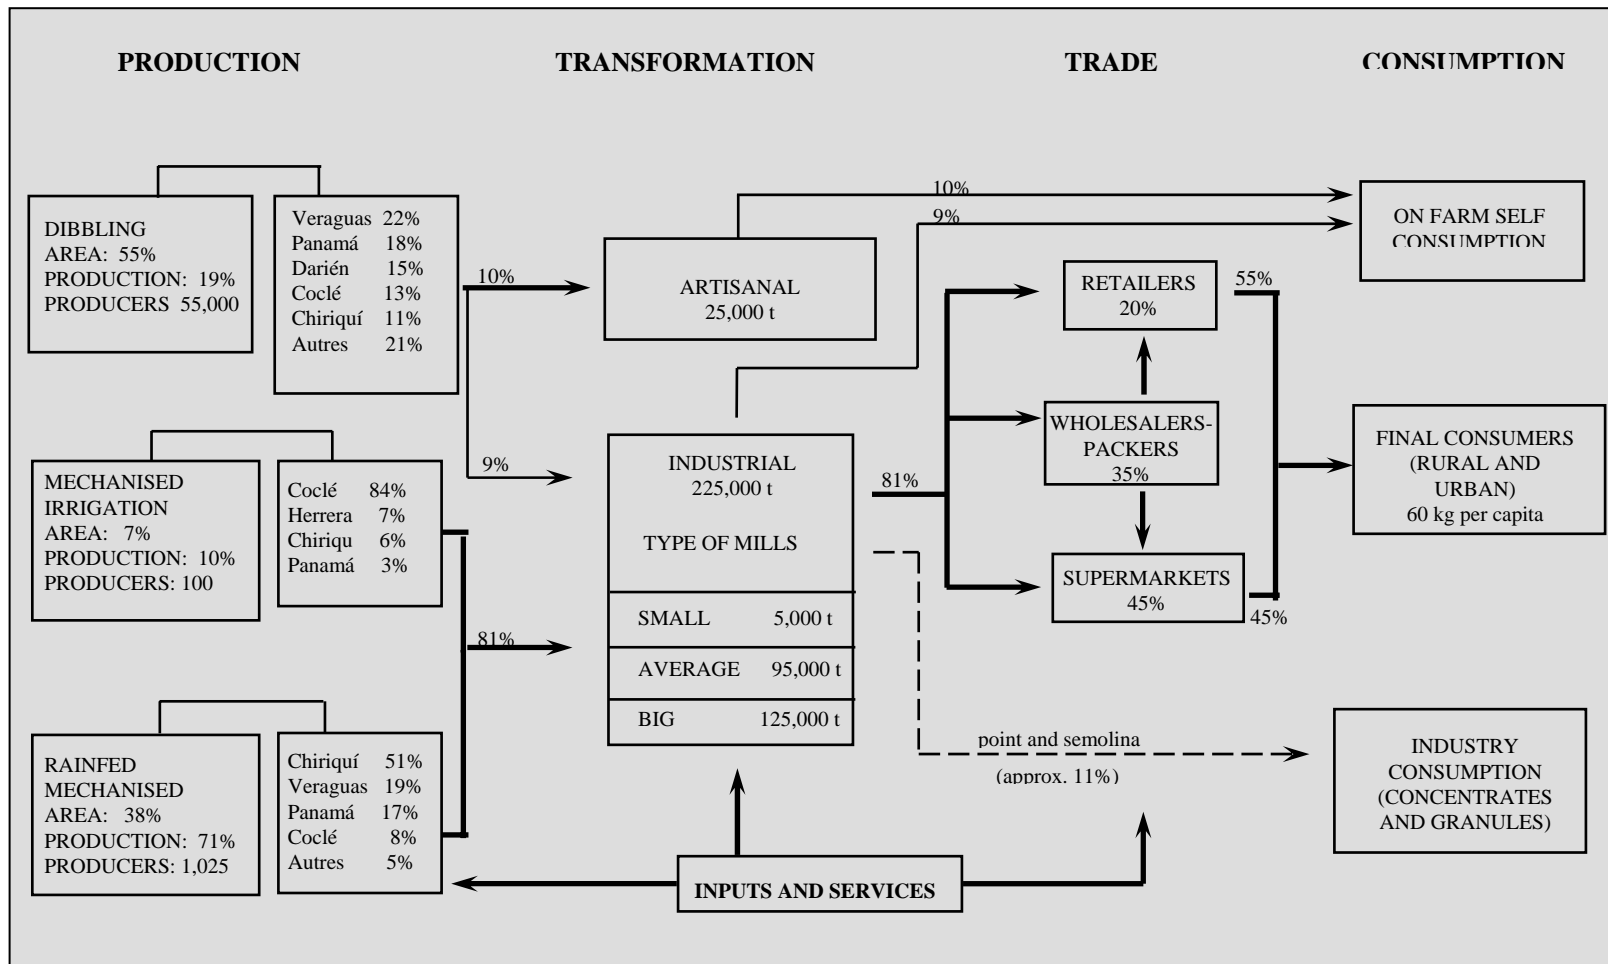 PRODUCTION
TRANSFORMATION
TRADE
CONSUMPTION
DIBBLING
AREA: 55%
PRODUCTION: 19%
PRODUCERS 55,000
Veraguas 22%
Panamá 18%
Darién 15%
Coclé 13%
Chiriquí 11%
Autres 21%
10%
9%
ARTISANAL
25,000 t
10%
9%
ON FARM SELF
CONSUMPTION
RETAILERS
20%
55%
WHOLESALERS-
PACKERS
35%
SUPERMARKETS
45%
45%
FINAL CONSUMERS
(RURAL AND
URBAN)
60 kg per capita
MECHANISED
IRRIGATION
AREA: 7%
PRODUCTION: 10%
PRODUCERS: 100
Coclé 84%
Herrera 7%
Chiriqu 6%
Panamá 3%
81%
INDUSTRIAL
225,000 t
TYPE OF MILLS
SMALL 5,000 t
AVERAGE 95,000 t
BIG 125,000 t
81%
RAINFED
MECHANISED
AREA: 38%
PRODUCTION: 71%
PRODUCERS: 1,025
Chiriquí 51%
Veraguas 19%
Panamá 17%
Coclé 8%
Autres 5%
point and semolina
(approx. 11%)
INDUSTRY
CONSUMPTION
(CONCENTRATES
AND GRANULES)
INPUTS AND SERVICES